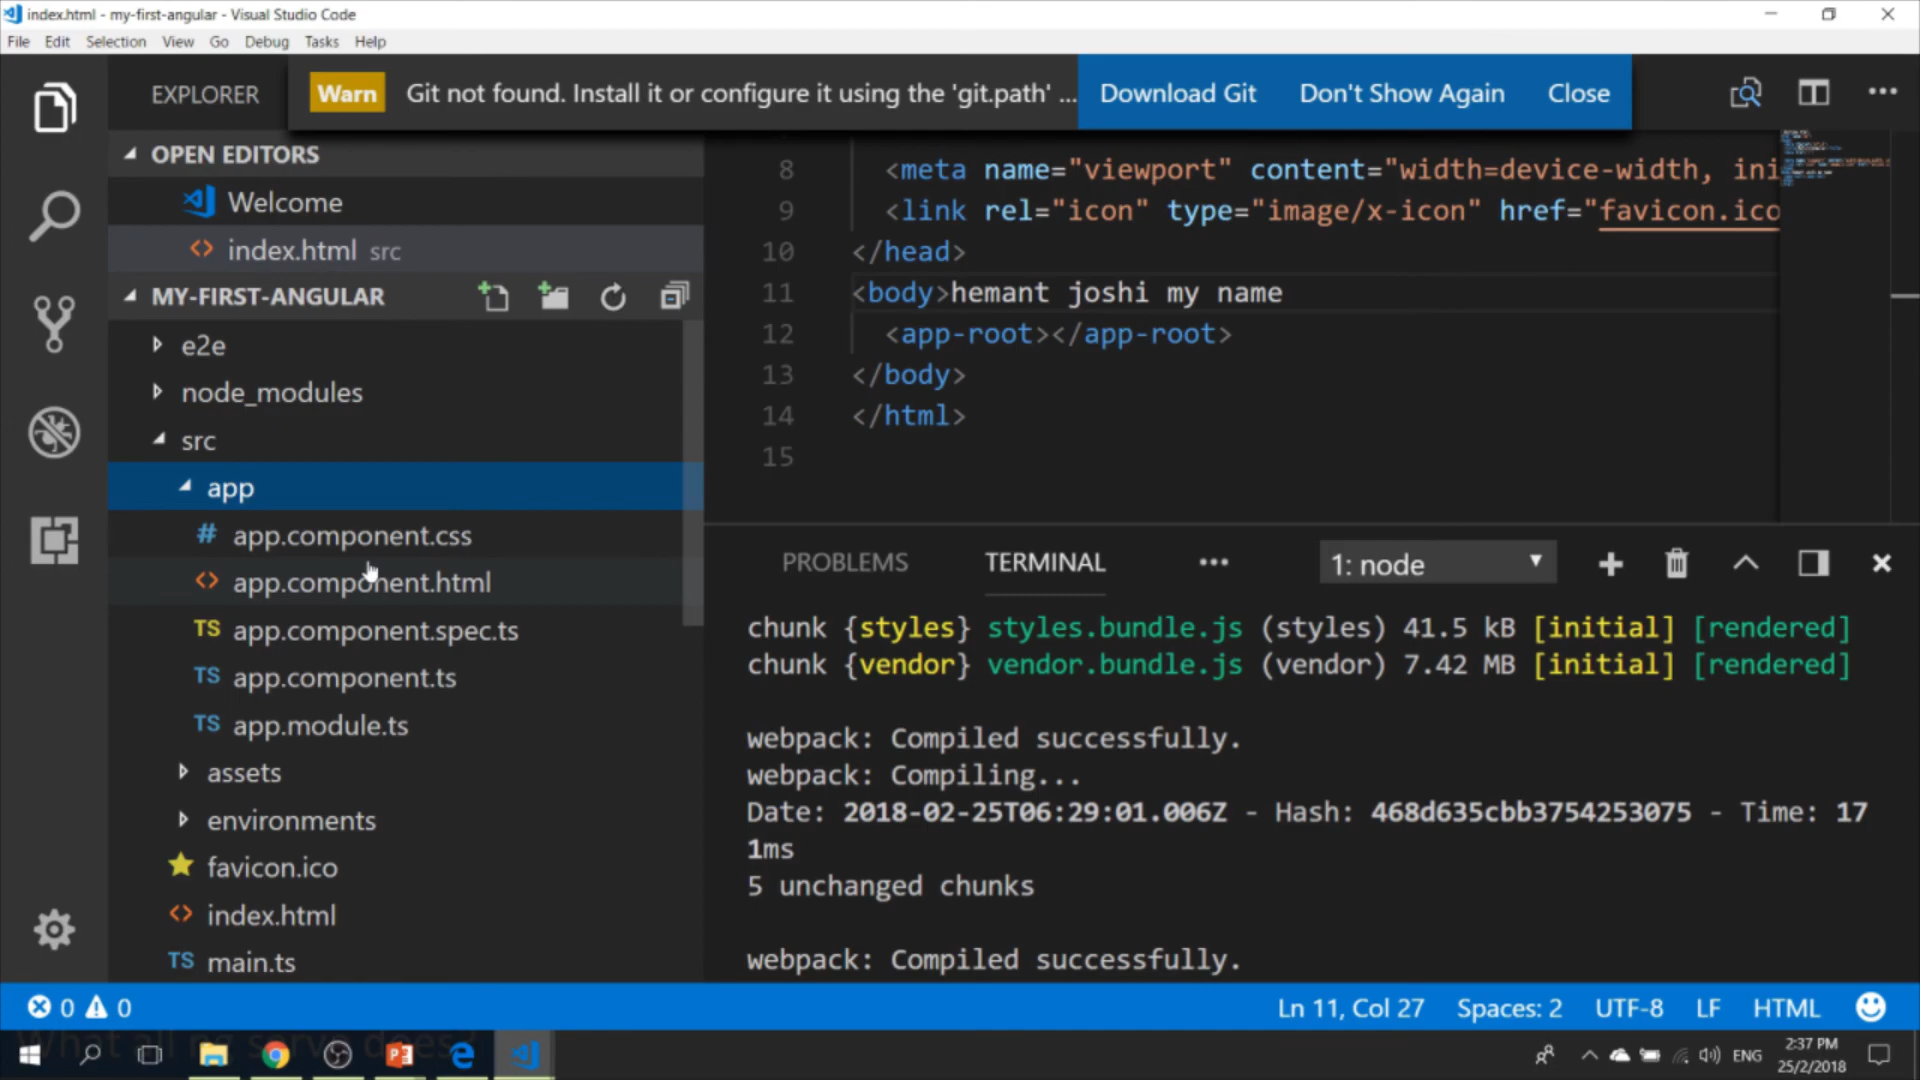 index.html - my-first-angular - Visual Studio Code
File Edit Selection View Go Debug Tasks Help
EXPLORER
Warn Git not found. Install it or configure it using the 'git.path' ... Download Git Don't Show Again Close
OPEN EDITORS
Welcome
index.html src
MY-FIRST-ANGULAR
e2e
node_modules
src
app
# app.component.css
<> app.component.html
TS app.component.spec.ts
TS app.component.ts
TS app.module.ts
assets
environments
favicon.ico
<> index.html
TS main.ts
8 <meta name="viewport" content="width=device-width, ini
9 <link rel="icon" type="image/x-icon" href="favicon.ico
10 </head>
11 <body>hemant joshi my name
12 <app-root></app-root>
13 </body>
14 </html>
15
PROBLEMS TERMINAL ... 1: node
chunk {styles} styles.bundle.js (styles) 41.5 kB [initial] [rendered]
chunk {vendor} vendor.bundle.js (vendor) 7.42 MB [initial] [rendered]
webpack: Compiled successfully.
webpack: Compiling...
Date: 2018-02-25T06:29:01.006Z - Hash: 468d635cbb3754253075 - Time: 17
1ms
5 unchanged chunks
webpack: Compiled successfully.
0 0 Ln 11, Col 27 Spaces: 2 UTF-8 LF HTML
What all ng serve does?
ENG
2:37 PM
25/2/2018